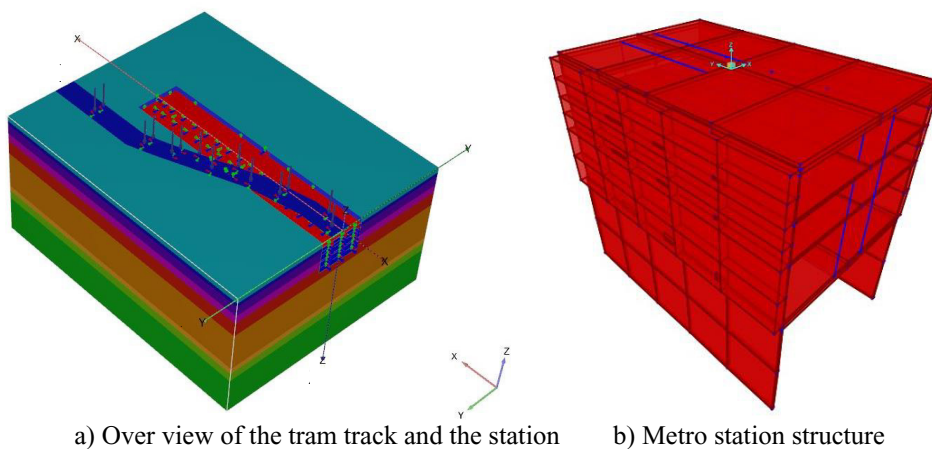 X
Z
Y
Y
X
X
Y
Z
X
Z
Y
a) Over view of the tram track and the station b) Metro station structure